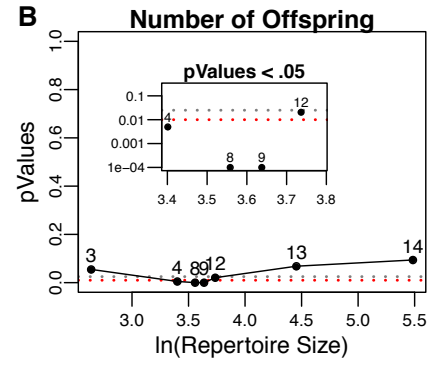 B
Number of Offspring
pValues
1.0
0.8
0.6
0.4
0.2
0.0
pValues < .05
0.1
0.01
0.001
1e−04
4
8
9
12
3.4 3.5 3.6 3.7 3.8
3
4
8
9
12
13
14
3.0 3.5 4.0 4.5 5.0 5.5
ln(Repertoire Size)